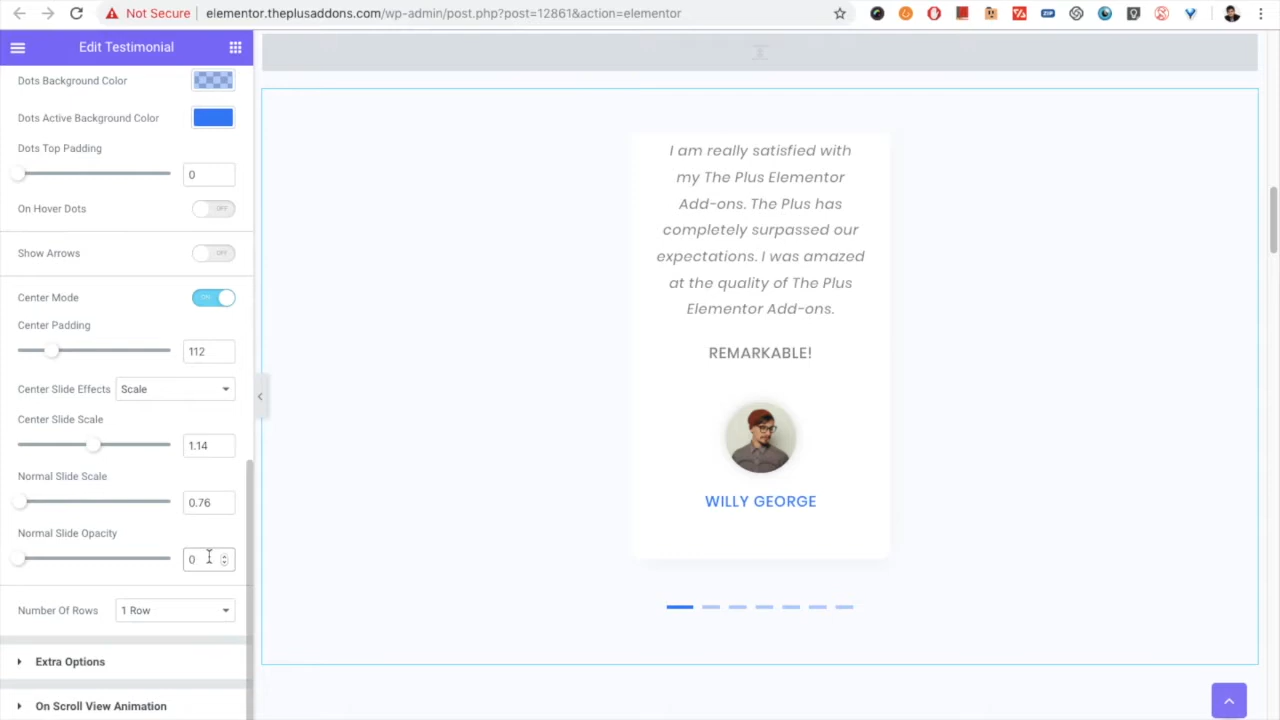 Not Secure elementor.theplusaddons.com/wp-admin/post.php?post=12861&action=elementor
ZIP
Edit Testimonial
Dots Background Color
Dots Active Background Color
Dots Top Padding
0
On Hover Dots OFF
Show Arrows OFF
Center Mode ON
Center Padding
112
Center Slide Effects Scale
Center Slide Scale
1.14
Normal Slide Scale
0.76
Normal Slide Opacity
0
Number Of Rows 1 Row
Extra Options
On Scroll View Animation
I am really satisfied with
my The Plus Elementor
Add-ons. The Plus has
completely surpassed our
expectations. I was amazed
at the quality of The Plus
Elementor Add-ons.
REMARKABLE!
WILLY GEORGE